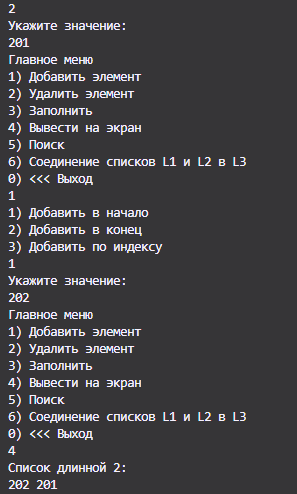 2
Укажите значение:
201
Главное меню
1) Добавить элемент
2) Удалить элемент
3) Заполнить
4) Вывести на экран
5) Поиск
6) Соединение списков L1 и L2 в L3
0) <<< Выход
1
1) Добавить в начало
2) Добавить в конец
3) Добавить по индексу
1
Укажите значение:
202
Главное меню
1) Добавить элемент
2) Удалить элемент
3) Заполнить
4) Вывести на экран
5) Поиск
6) Соединение списков L1 и L2 в L3
0) <<< Выход
4
Список длинной 2:
202 201